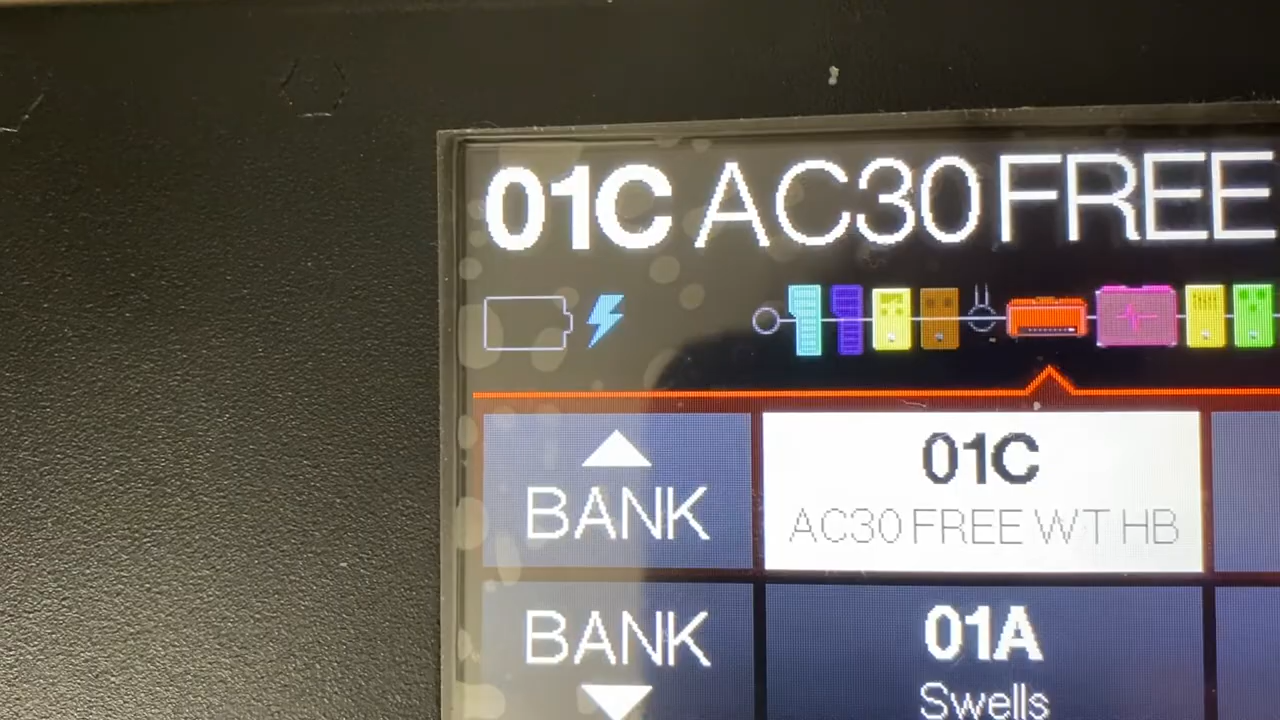 01C AC30 FREE
BANK
01C
AC30 FREE WT HB
BANK
01A
Swells